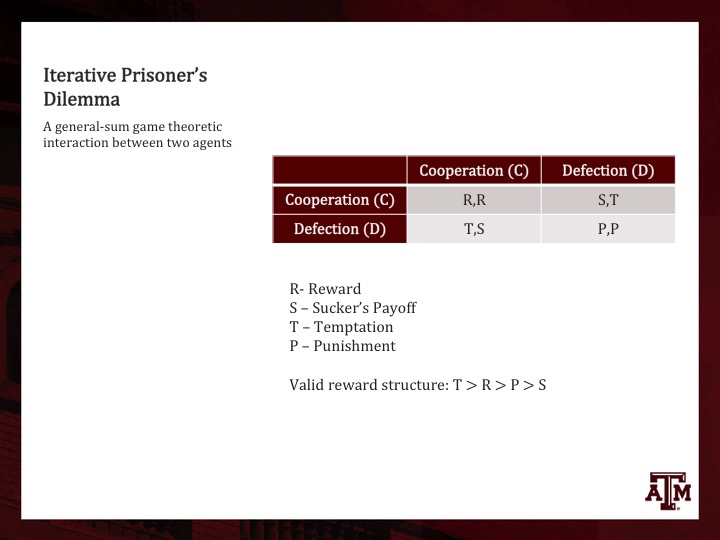 Iterative Prisoner’s
Dilemma
A general-sum game theoretic
interaction between two agents
Cooperation (C) Defection (D)
Cooperation (C) R,R S,T
Defection (D) T,S P,P
R- Reward
S – Sucker’s Payoff
T – Temptation
P – Punishment
Valid reward structure: T > R > P > S
ATM